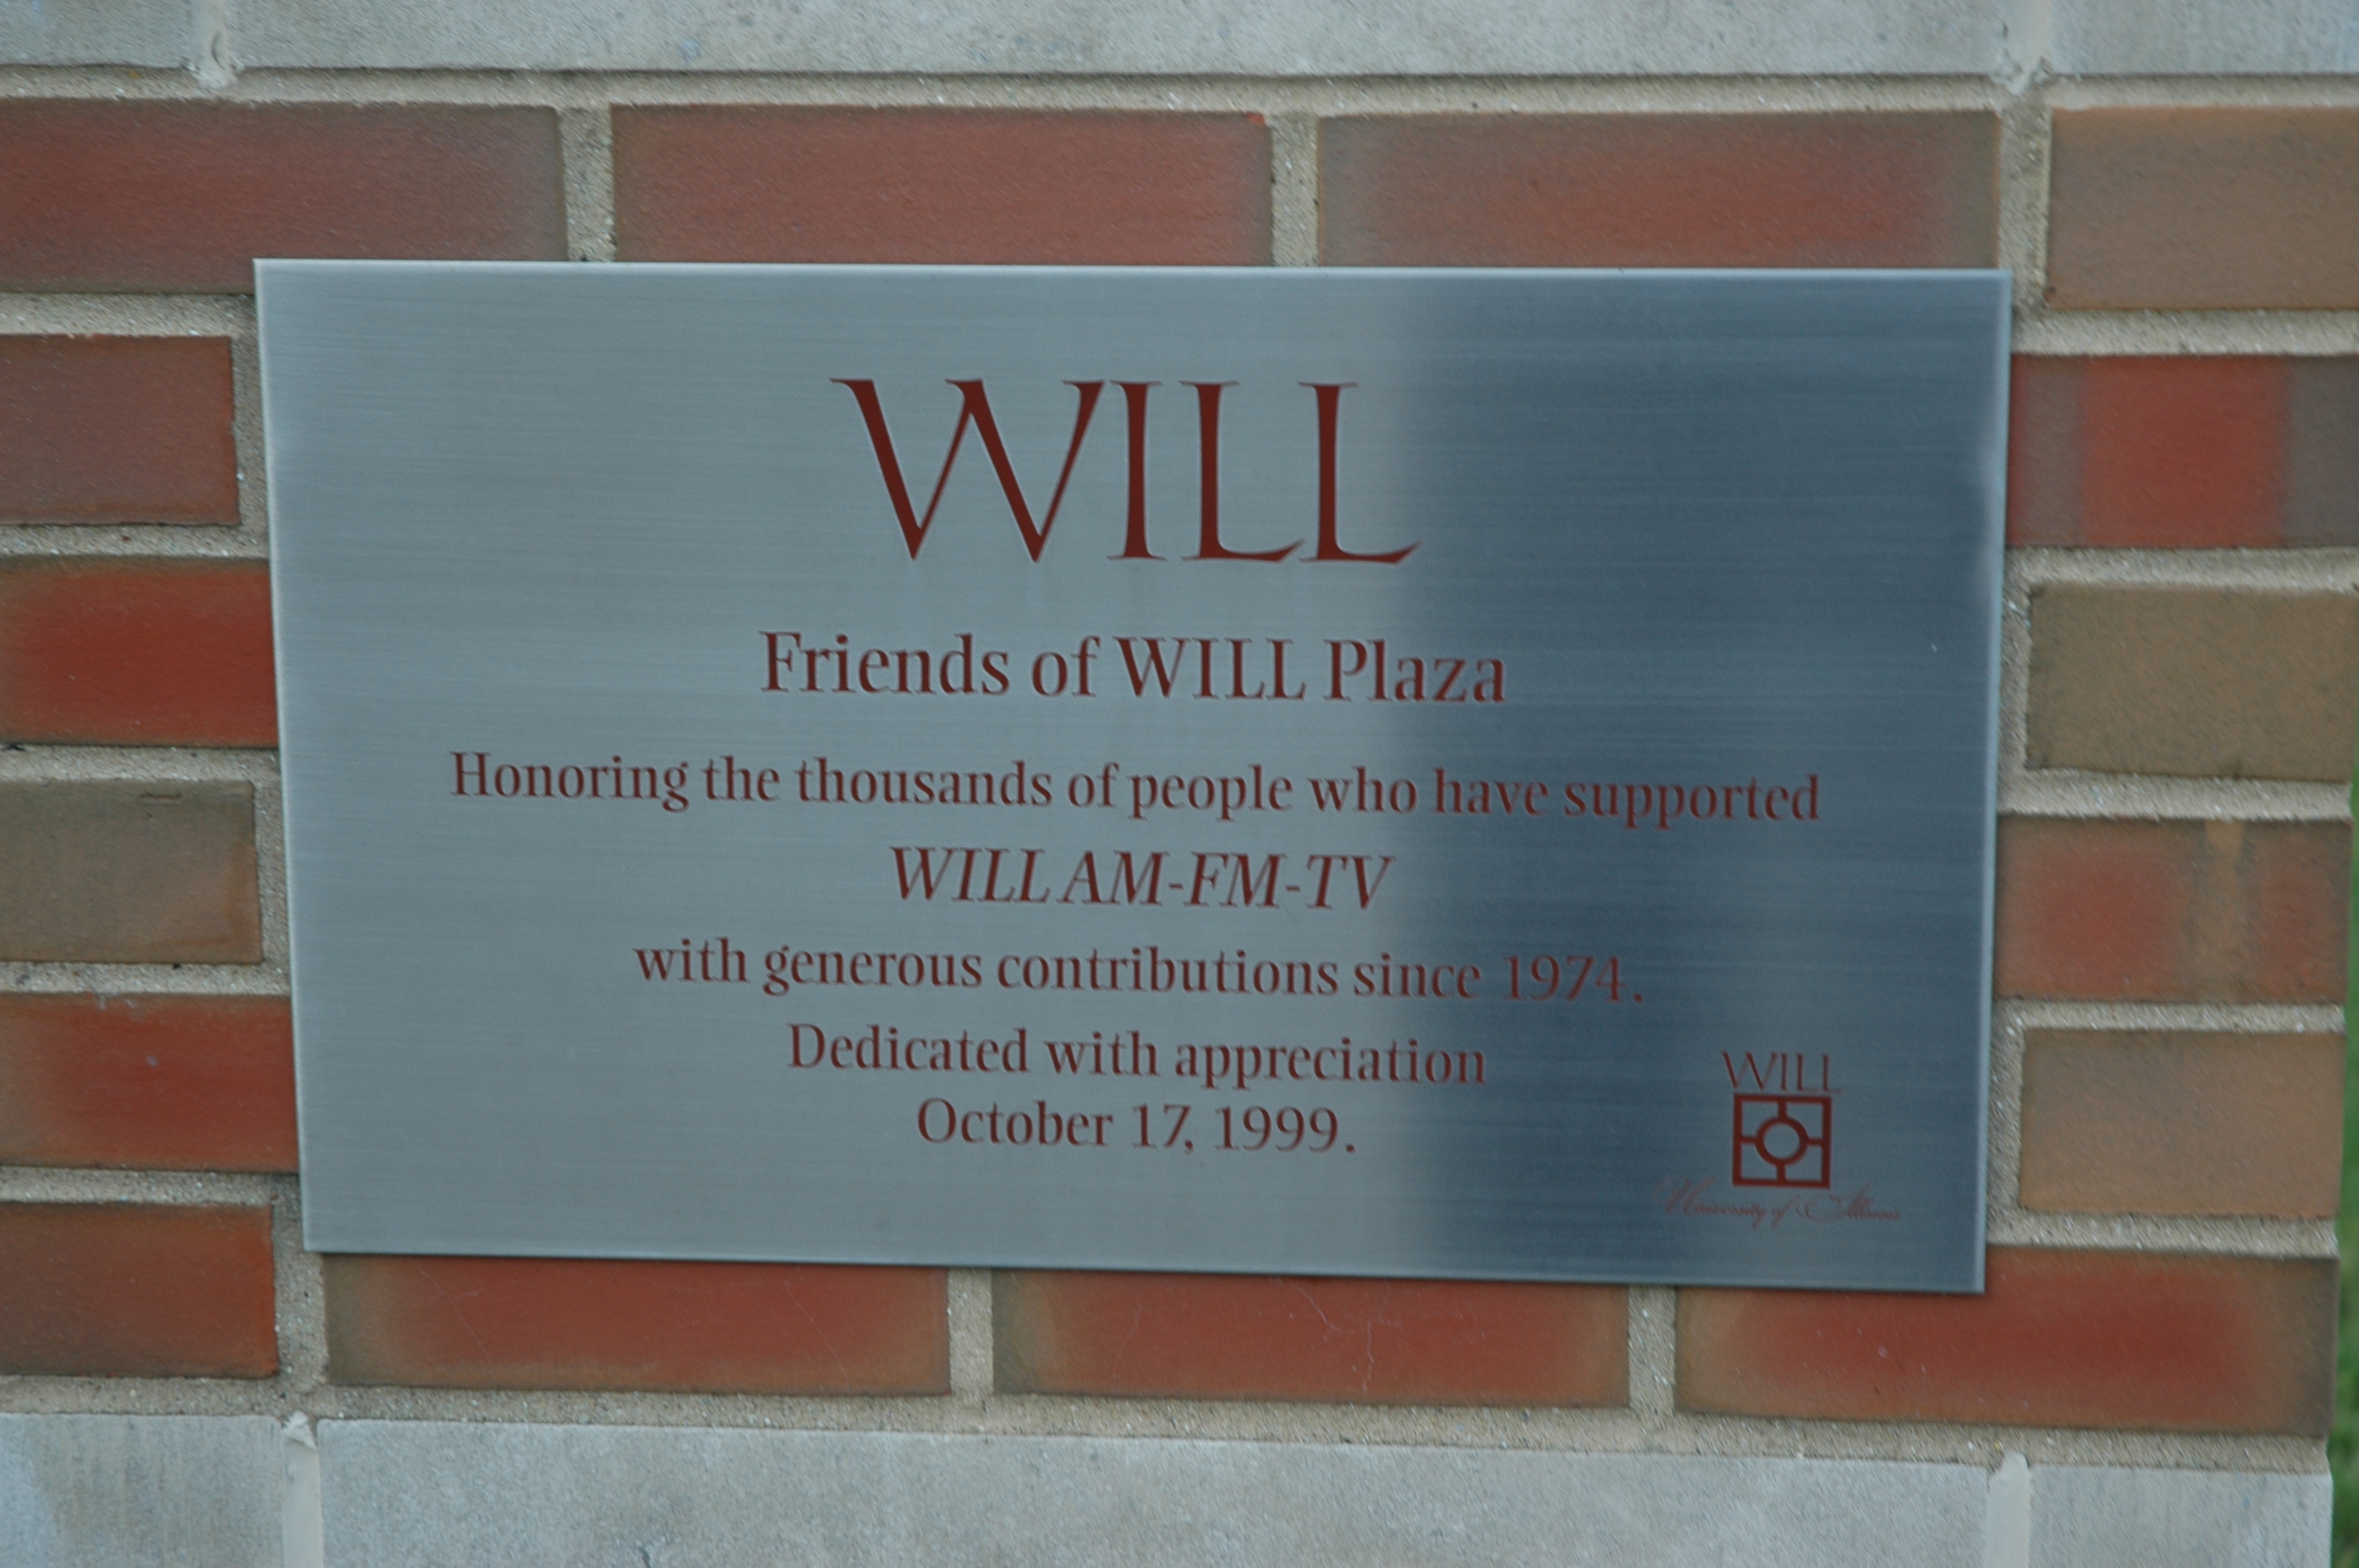 WILL
Friends of WILL Plaza
Honoring the thousands of people who have supported
WILL AM-FM-TV
with generous contributions since 1974.
Dedicated with appreciation
October 17, 1999.
WILL
University of Illinois